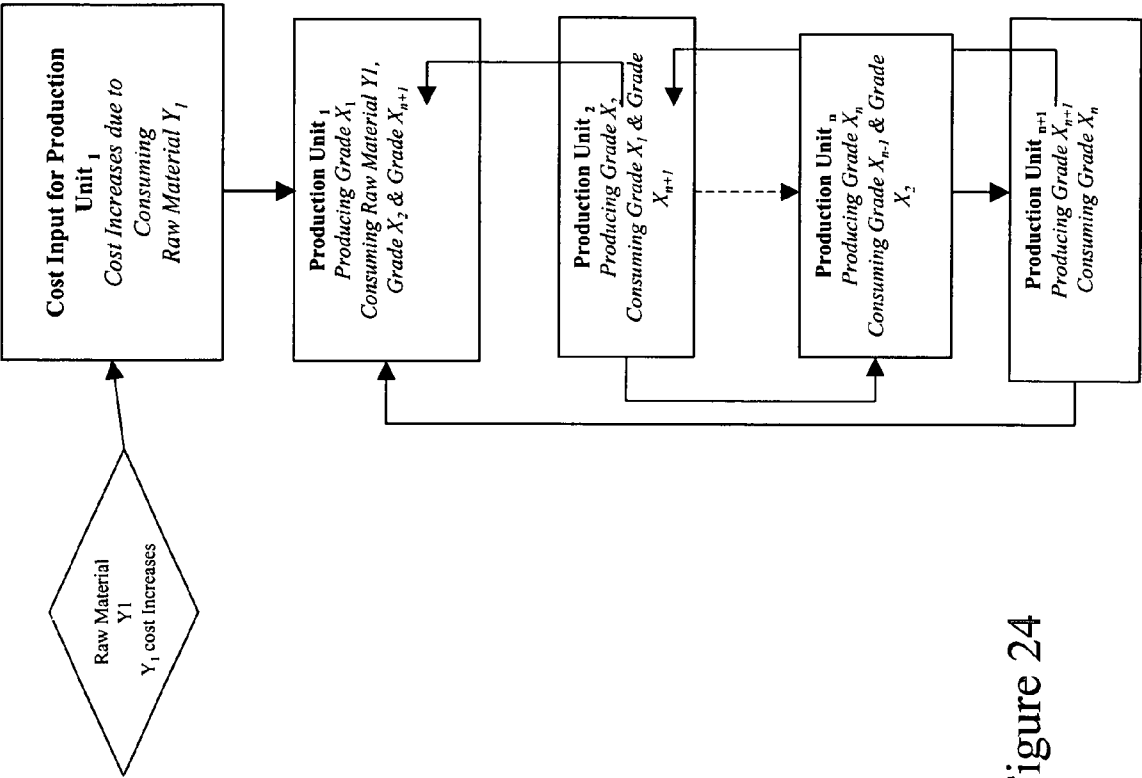 Raw Material
Y1
Y₁ cost Increases
Cost Input for Production
Unit ₁
Cost Increases due to
Consuming
Raw Material Y₁
Production Unit ₁
Producing Grade X₁
Consuming Raw Material Y1,
Grade X₂ & Grade Xₙ₊₁
Production Unit ₂
Producing Grade X₂
Consuming Grade X₁ & Grade
Xₙ₊₁
Production Unit ₙ
Producing Grade Xₙ
Consuming Grade Xₙ₋₁ & Grade
X₂
Production Unit ₙ₊₁
Producing Grade Xₙ₊₁
Consuming Grade Xₙ
igure 24